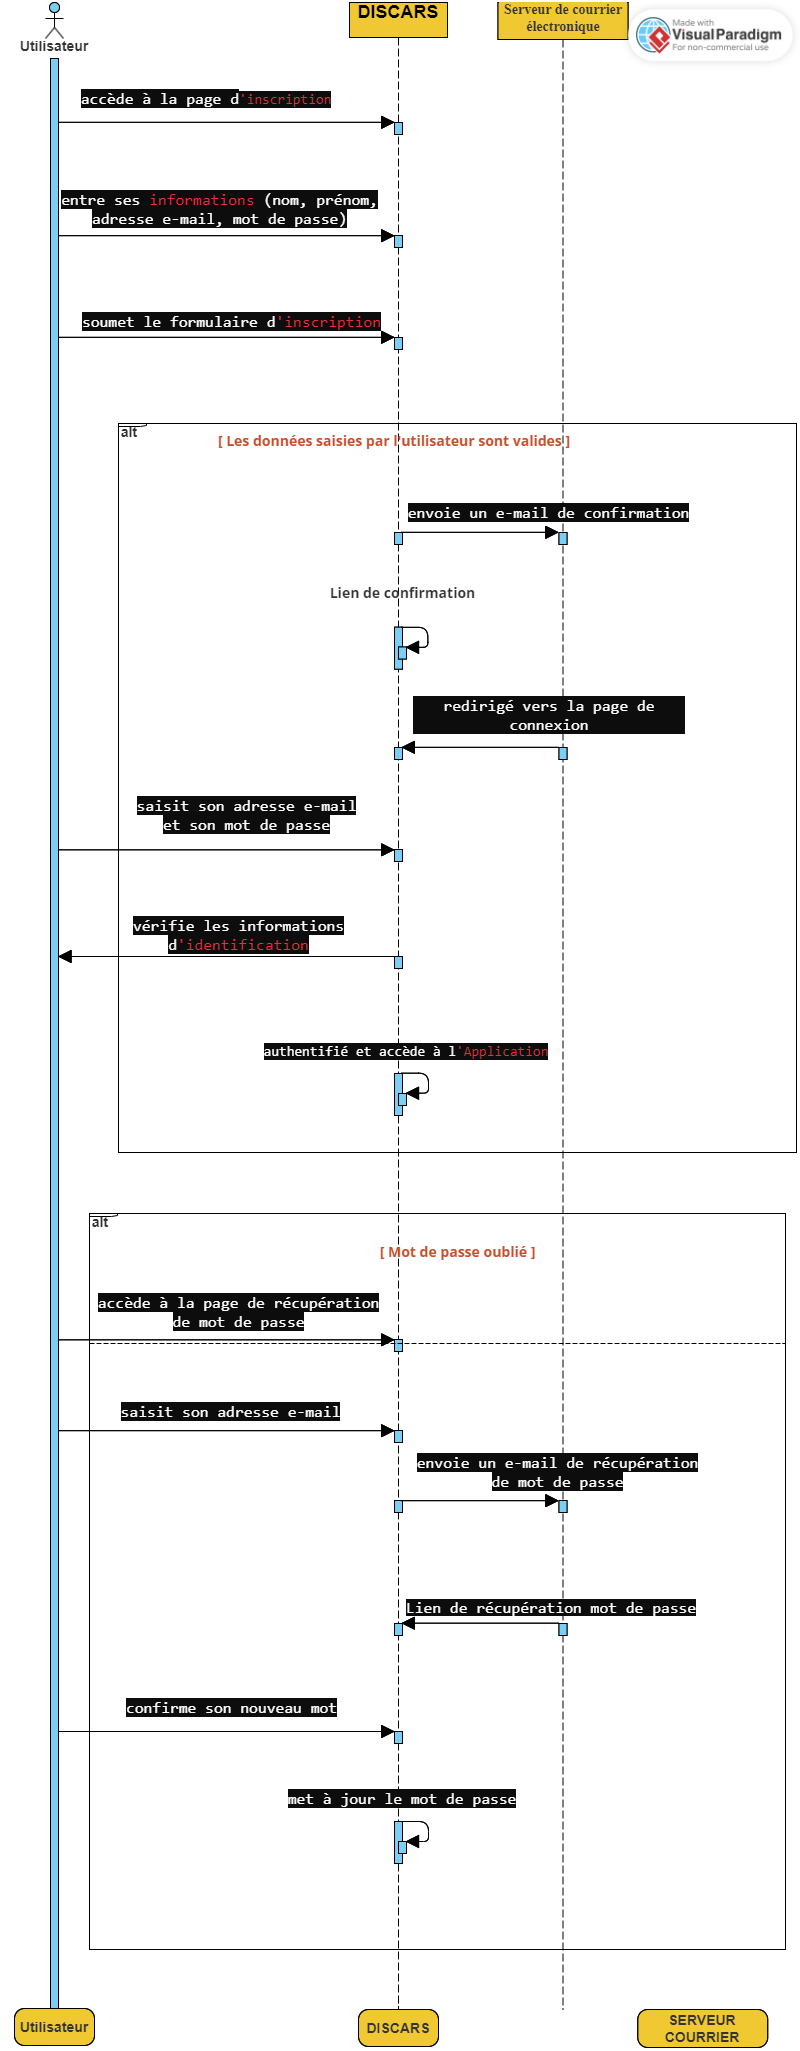 DISCARS
Serveur de courrier
électronique
Made with
Visual Paradigm
For non-commercial use
Utilisateur
accède à la page d'inscription
entre ses informations (nom, prénom,
adresse e-mail, mot de passe)
soumet le formulaire d'inscription
alt
[ Les données saisies par l'utilisateur sont valides ]
envoie un e-mail de confirmation
Lien de confirmation
redirigé vers la page de
connexion
saisit son adresse e-mail
et son mot de passe
vérifie les informations
d'identification
authentifié et accède à l'Application
alt
[ Mot de passe oublié ]
accède à la page de récupération
de mot de passe
saisit son adresse e-mail
envoie un e-mail de récupération
de mot de passe
Lien de récupération mot de passe
confirme son nouveau mot
met à jour le mot de passe
Utilisateur
DISCARS
SERVEUR
COURRIER